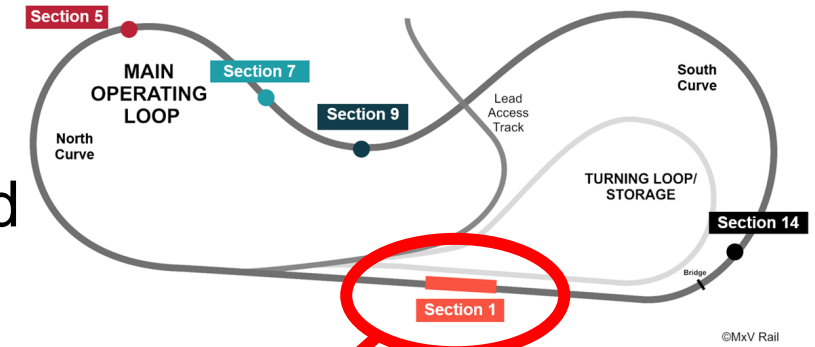 Section 5
MAIN
OPERATING
LOOP
Section 7
Section 9
North
Curve
Lead
Access
Track
South
Curve
TURNING LOOP/
STORAGE
Section 14
Bridge
Section 1
d
©MxV Rail